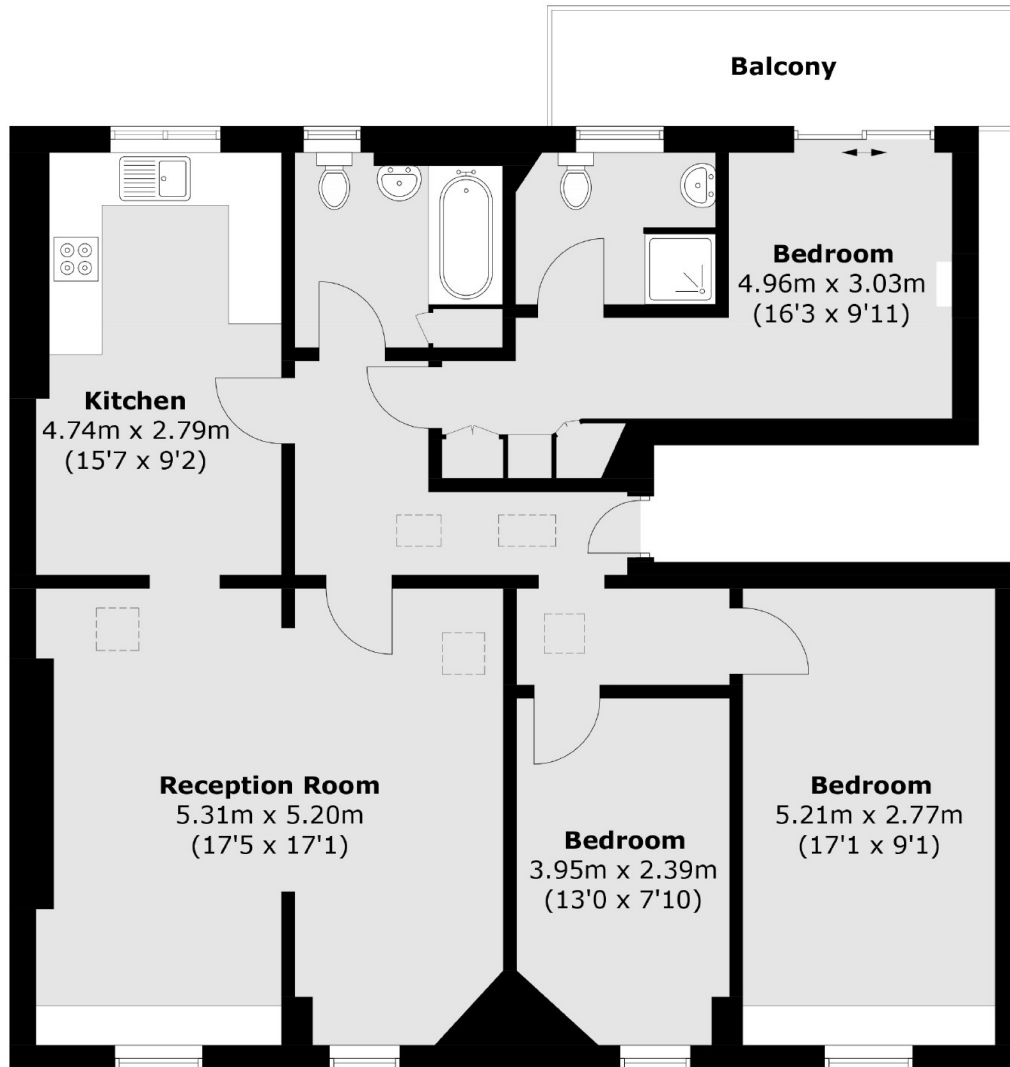 Balcony
Bedroom
4.96m x 3.03m
(16'3 x 9'11)
Kitchen
4.74m x 2.79m
(15'7 x 9'2)
Reception Room
5.31m x 5.20m
(17'5 x 17'1)
Bedroom
3.95m x 2.39m
(13'0 x 7'10)
Bedroom
5.21m x 2.77m
(17'1 x 9'1)